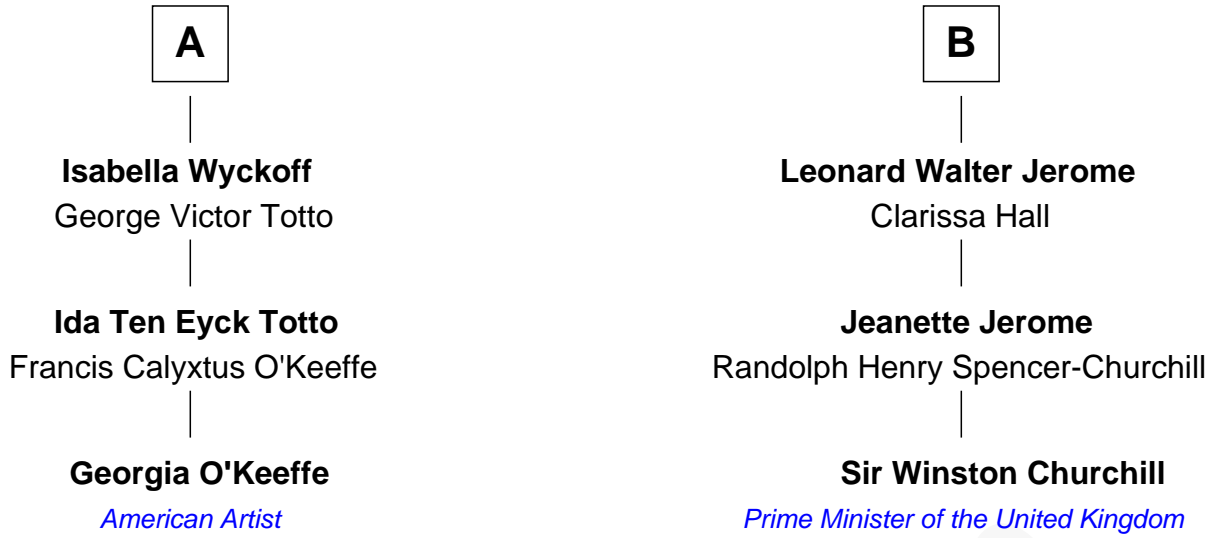 A
Isabella Wyckoff
George Victor Totto
Ida Ten Eyck Totto
Francis Calyxtus O'Keeffe
Georgia O'Keeffe
American Artist
B
Leonard Walter Jerome
Clarissa Hall
Jeanette Jerome
Randolph Henry Spencer-Churchill
Sir Winston Churchill
Prime Minister of the United Kingdom